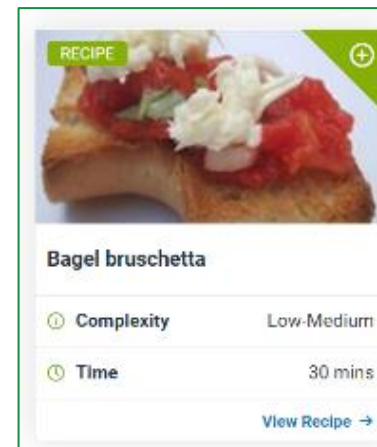 RECIPE
Bagel bruschetta
Complexity Low-Medium
Time 30 mins
View Recipe →